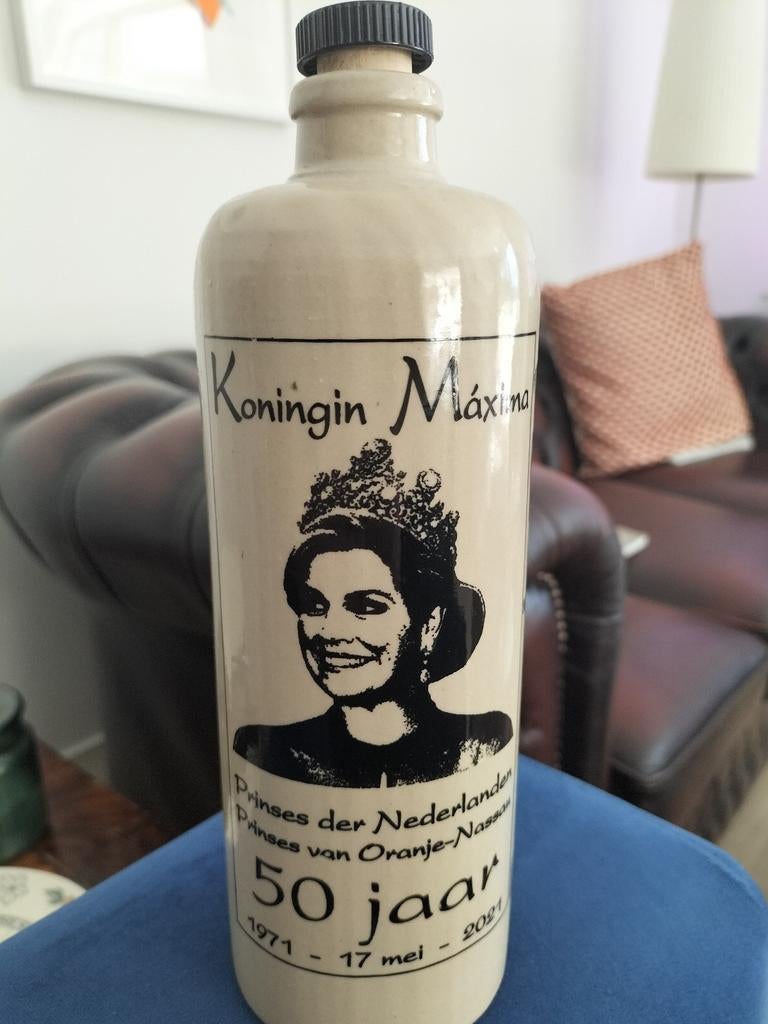 Koningin Máxima
Prinses der Nederlanden
Prinses van Oranje-Nassau
50 jaar
1971 - 17 mei - 2021